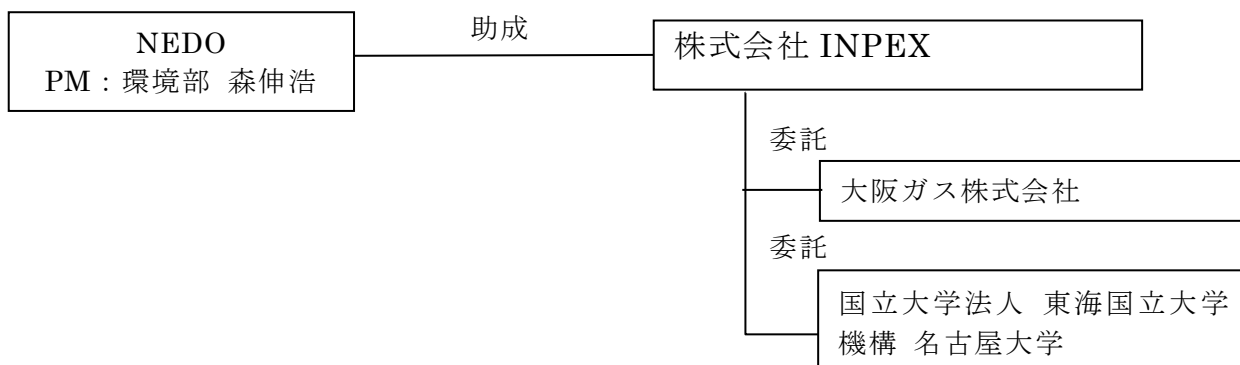 NEDO
PM：環境部 森伸浩
助成
株式会社 INPEX
委託
大阪ガス株式会社
委託
国立大学法人 東海国立大学
機構 名古屋大学